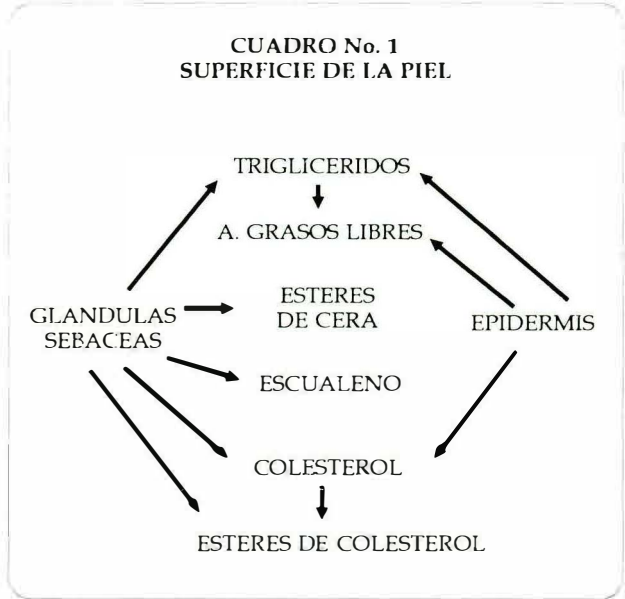 CUADRO No. 1
SUPERFICIE DE LA PIEL
TRIGLICERIDOS
A. GRASOS LIBRES
ESTERES
DE CERA
GLANDULAS
SEBACEAS
EPIDERMIS
ESCUALENO
COLESTEROL
ESTERES DE COLESTEROL